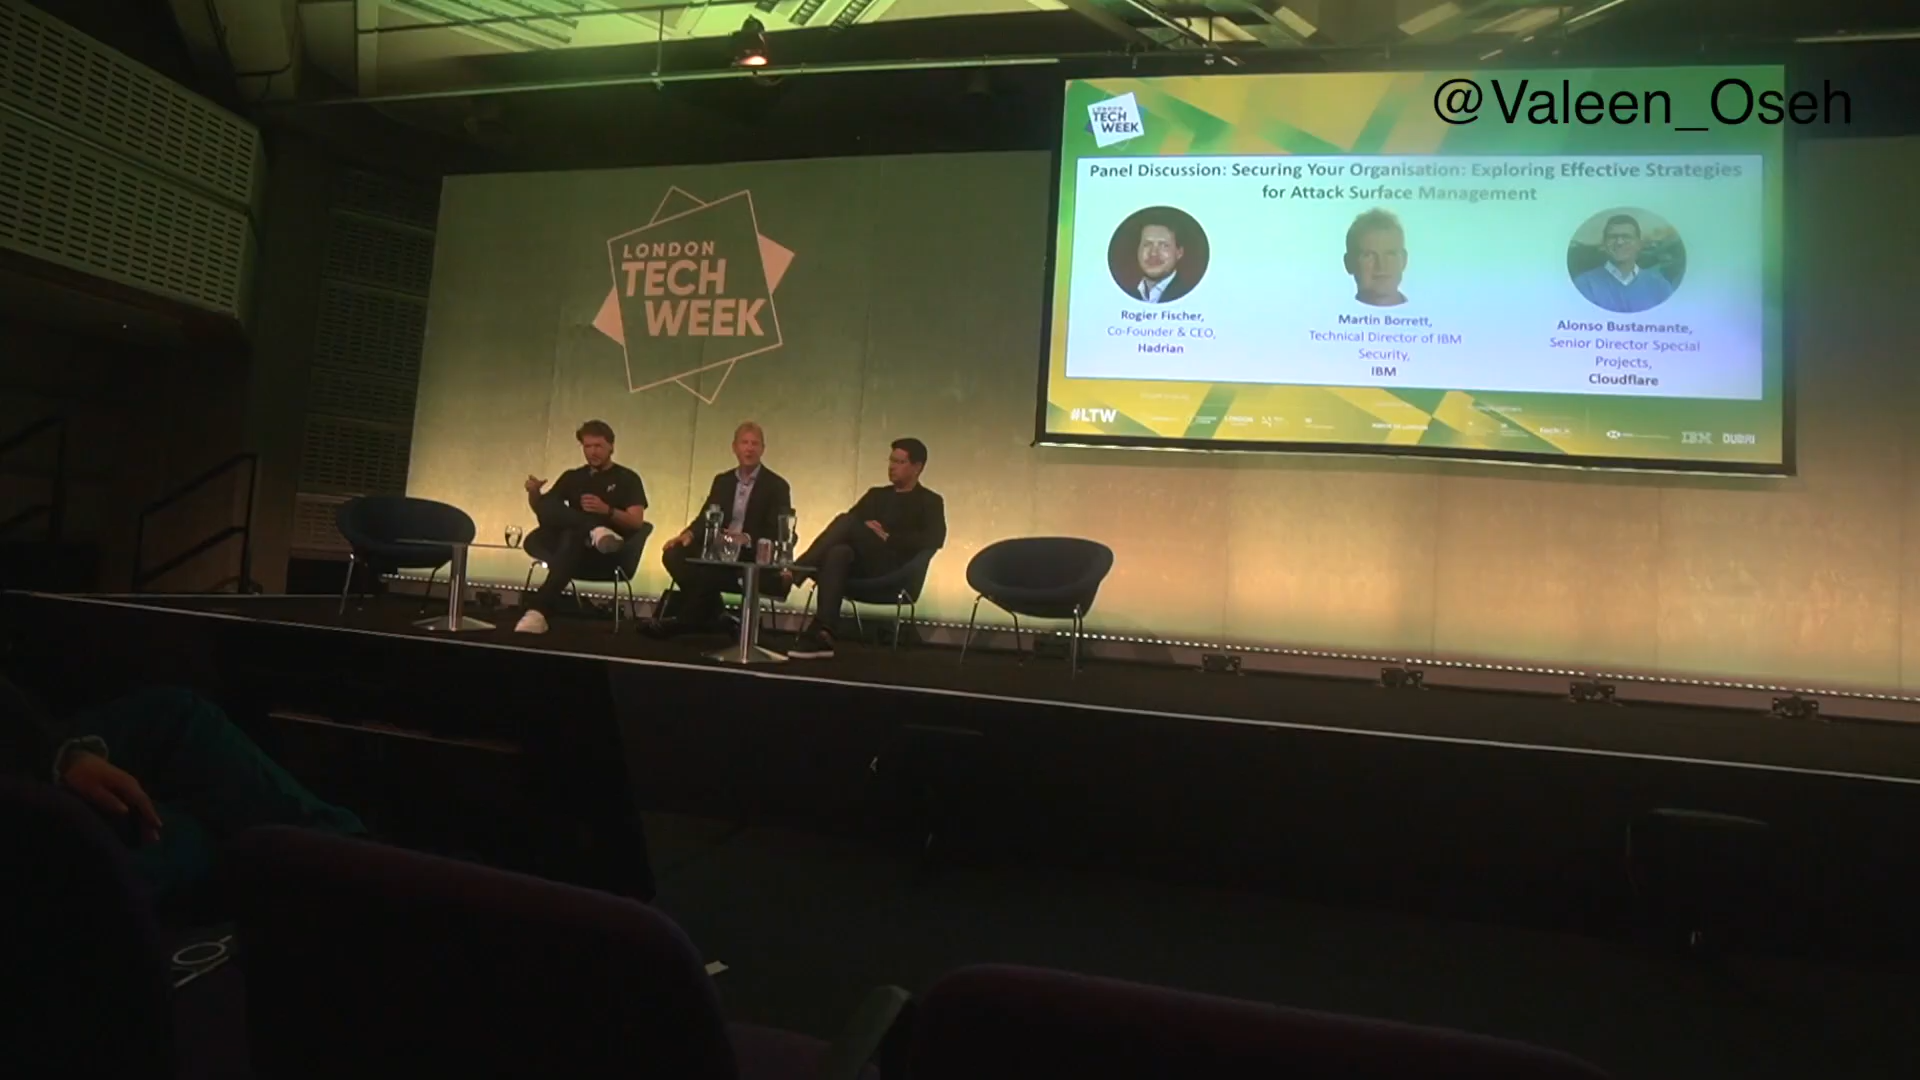 @Valeen_Oseh
LONDON
TECH
WEEK
Panel Discussion: Securing Your Organisation: Exploring Effective Strategies
for Attack Surface Management
Rogier Fischer,
Co-Founder & CEO,
Hadrian
Martin Borrett,
Technical Director of IBM
Security,
IBM
Alonso Bustamante,
Senior Director Special
Projects,
Cloudflare
#LTW
IBM
DUBAI
LONDON
TECH
WEEK